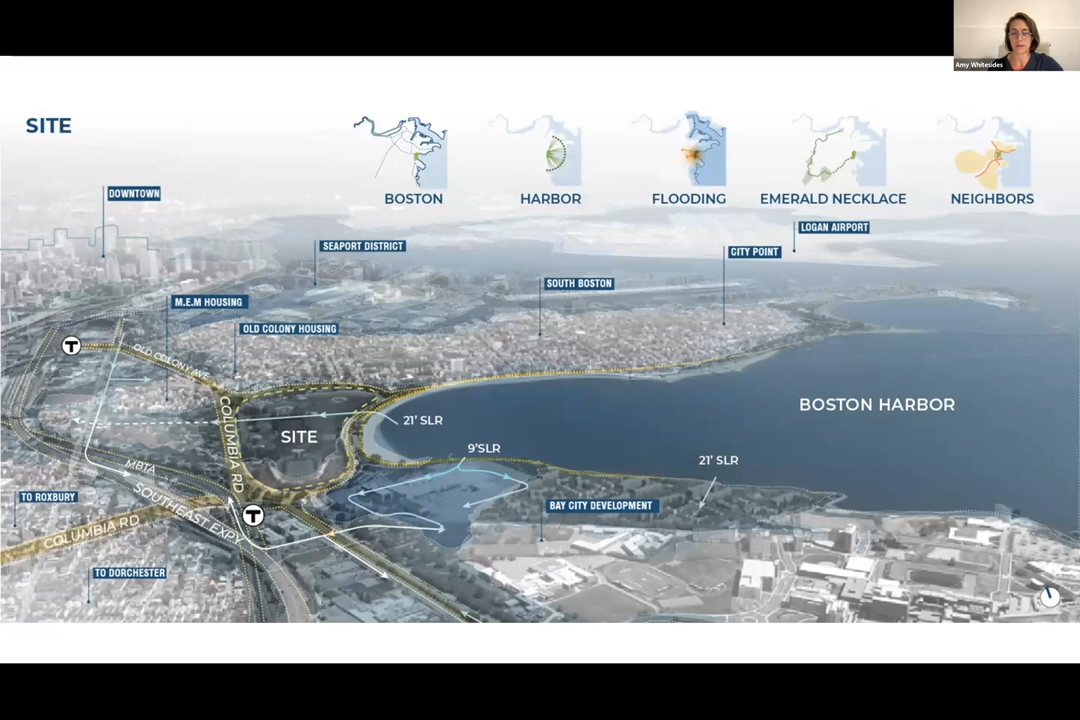 Amy Whitesides
SITE
BOSTON
HARBOR
FLOODING
EMERALD NECKLACE
NEIGHBORS
DOWNTOWN
LOGAN AIRPORT
SEAPORT DISTRICT
CITY POINT
SOUTH BOSTON
M.E.M HOUSING
OLD COLONY HOUSING
T
OLD COLONY AVE
BOSTON HARBOR
21' SLR
COLUMBIA RD
SITE
9'SLR
21' SLR
MBTA
SOUTHEAST EXPY
TO ROXBURY
BAY CITY DEVELOPMENT
T
COLUMBIA RD
TO DORCHESTER